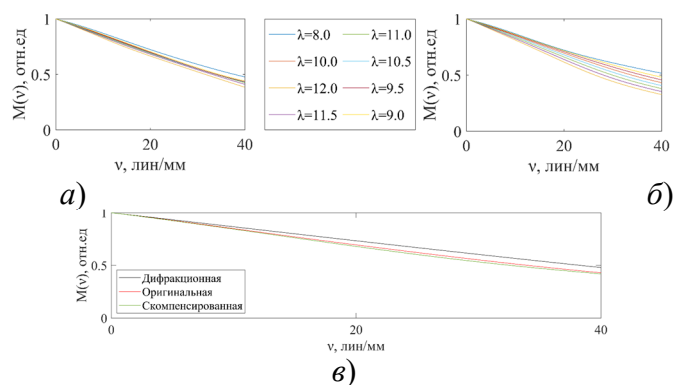 1
0.5
0
0
20
40
M(ν), отн.ед
ν, лин/мм
а)
λ=8.0
λ=11.0
λ=10.0
λ=10.5
λ=12.0
λ=9.5
λ=11.5
λ=9.0
1
0.5
0
0
20
40
M(ν), отн.ед
ν, лин/мм
б)
1
0.5
0
0
20
40
M(ν), отн.ед
Дифракционная
Оригинальная
Скомпенсированная
ν, лин/мм
в)